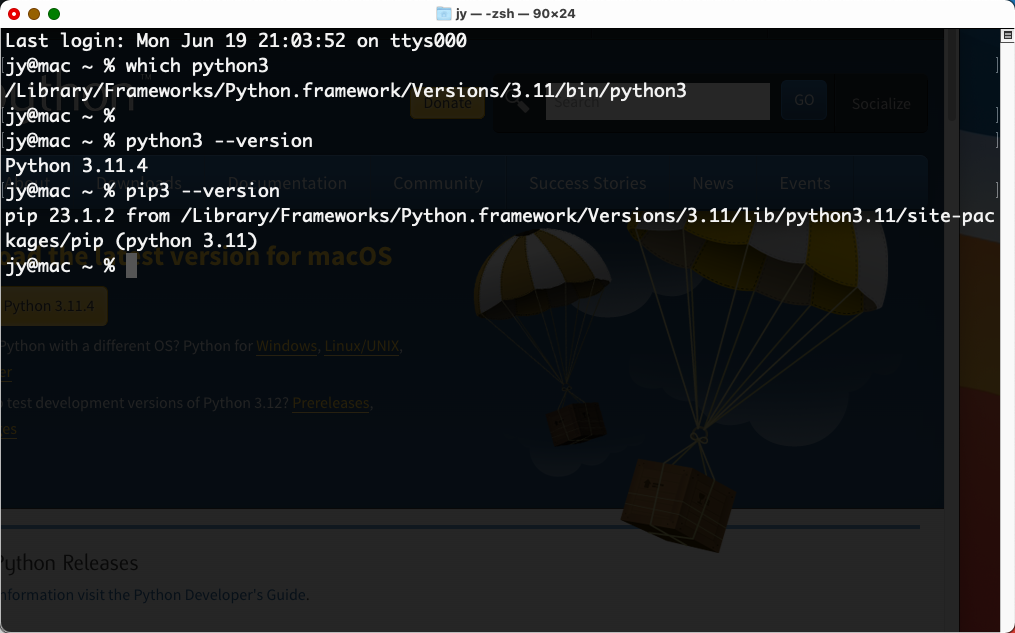 jy — -zsh — 90×24
Last login: Mon Jun 19 21:03:52 on ttys000
[jy@mac ~ % which python3 ]
/Library/Frameworks/Python.framework/Versions/3.11/bin/python3
[jy@mac ~ % ]
[jy@mac ~ % python3 --version ]
Python 3.11.4
[jy@mac ~ % pip3 --version ]
pip 23.1.2 from /Library/Frameworks/Python.framework/Versions/3.11/lib/python3.11/site-pac
kages/pip (python 3.11)
jy@mac ~ %
python
Donate
Search
GO
Socialize
Downloads
Documentation
Community
Success Stories
News
Events
the latest version for macOS
Python 3.11.4
Python with a different OS? Python for Windows, Linux/UNIX,
test development versions of Python 3.12? Prereleases,
Python Releases
information visit the Python Developer's Guide.